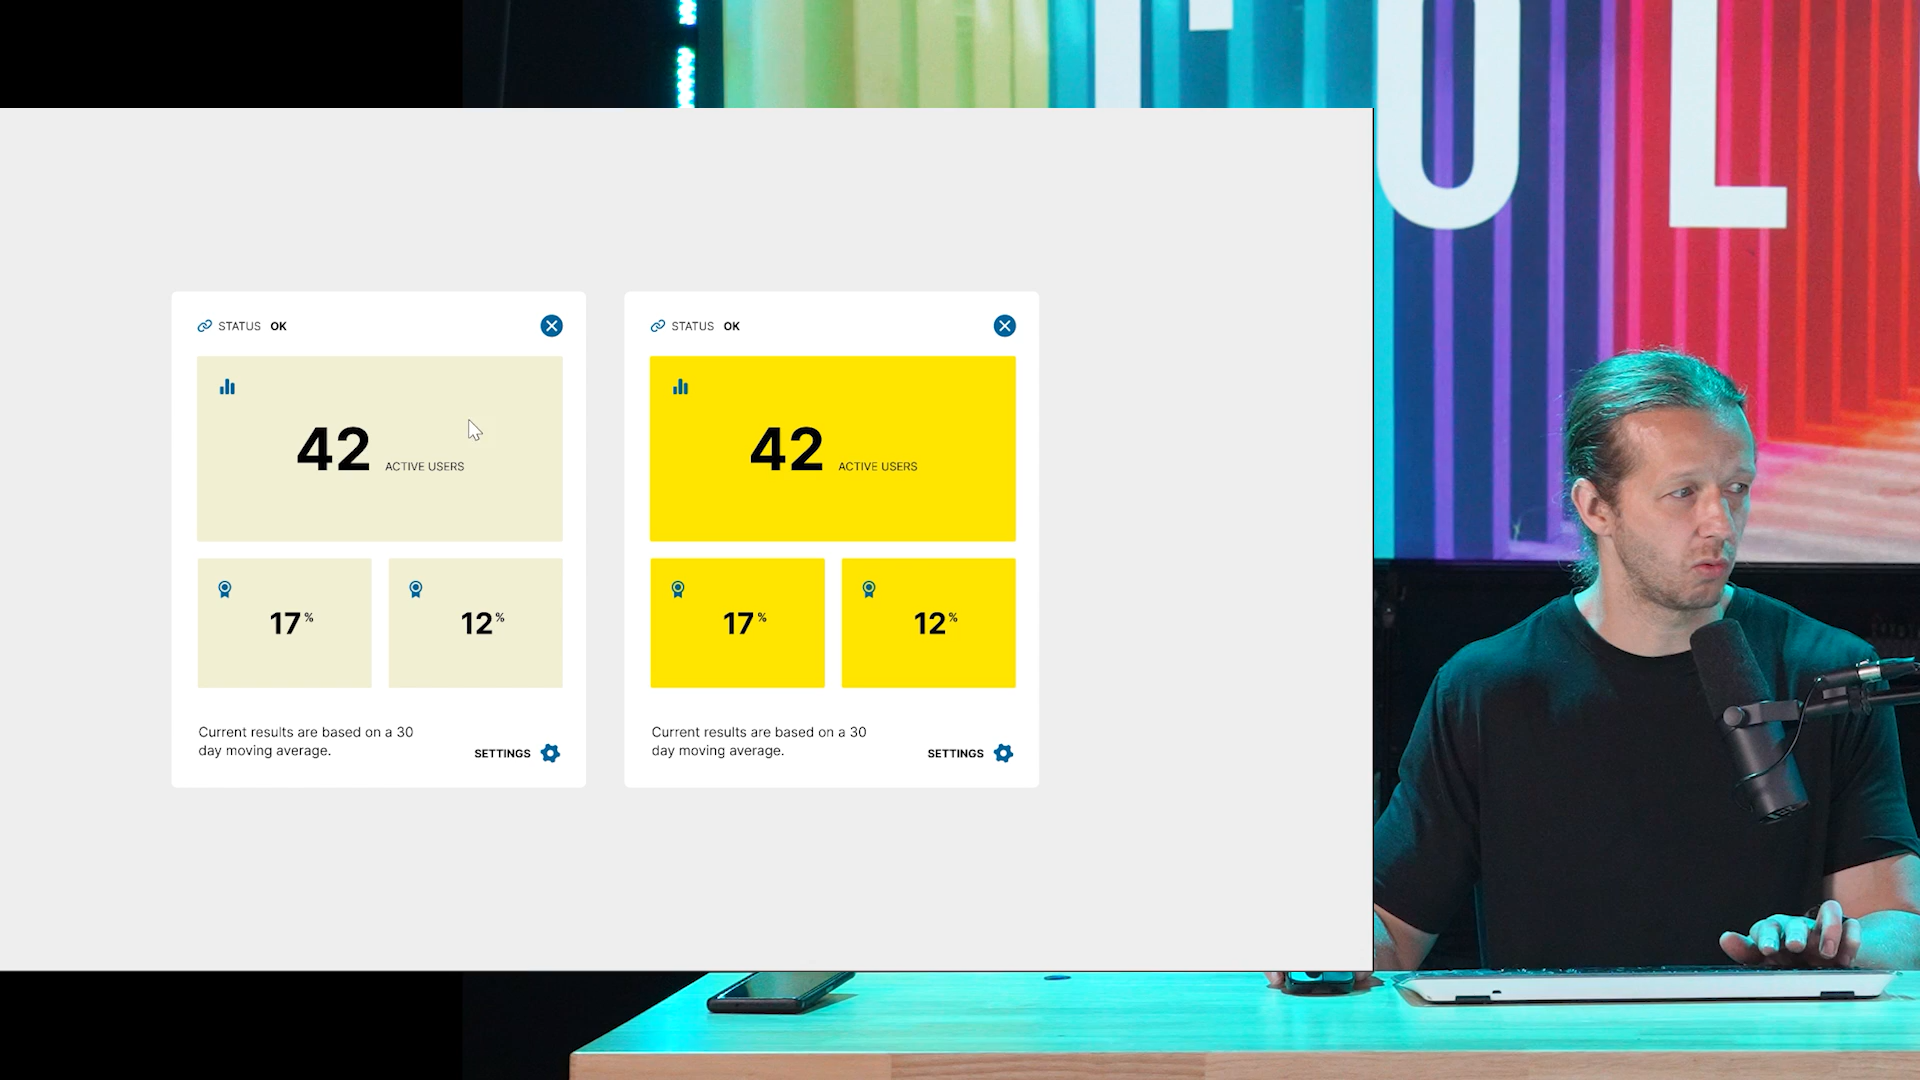 OL
STATUS OK
42 ACTIVE USERS
17%
12%
Current results are based on a 30
day moving average.
SETTINGS
STATUS OK
42 ACTIVE USERS
17%
12%
Current results are based on a 30
day moving average.
SETTINGS